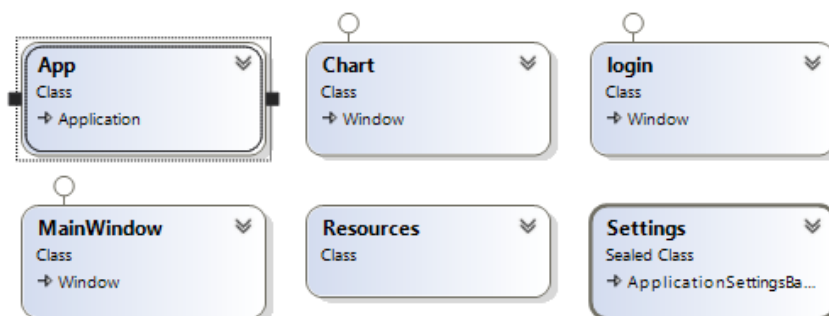 App
Class
Application
Chart
Class
Window
login
Class
Window
MainWindow
Class
Window
Resources
Class
Settings
Sealed Class
ApplicationSettingsBa...